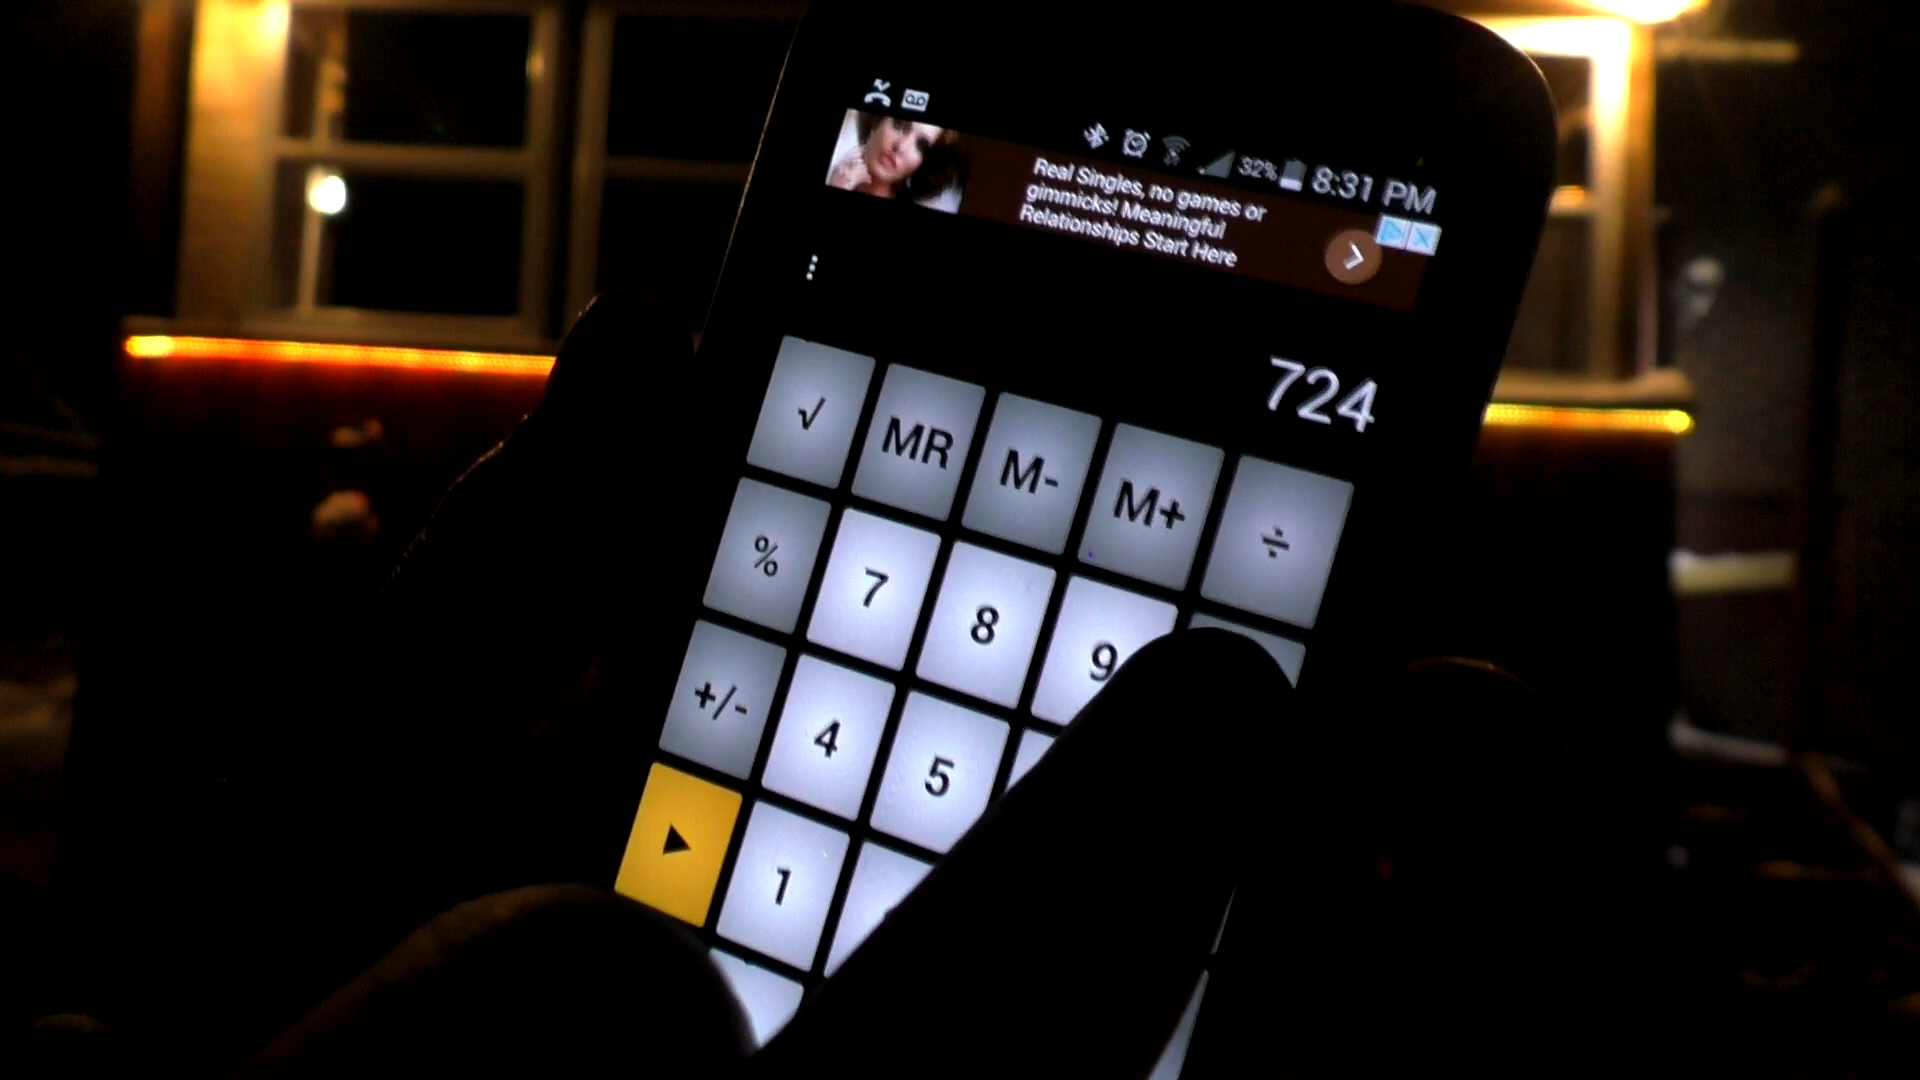 32% 8:31 PM
Real Singles, no games or
gimmicks! Meaningful
Relationships Start Here
724
√ MR M- M+ ÷
% 7 8 9
+/- 4 5
1